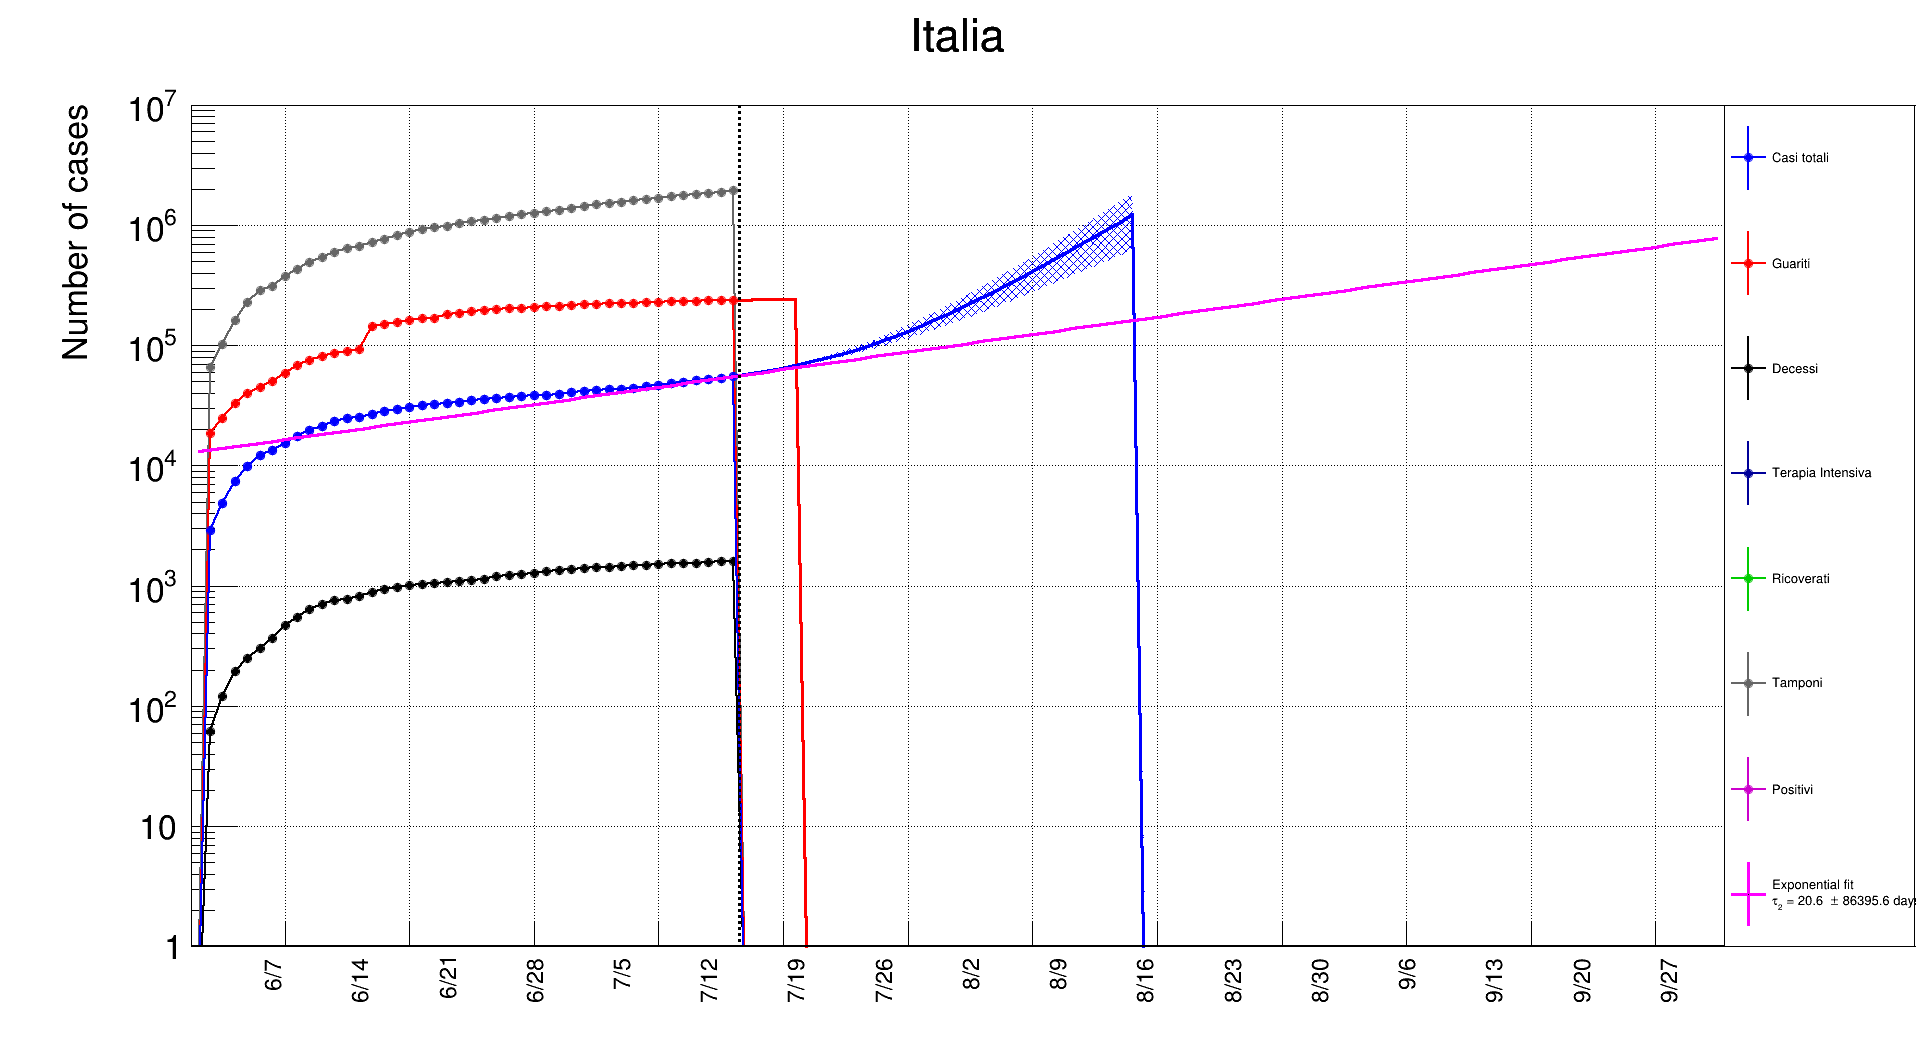 Italia
Number of cases
10^7
10^6
10^5
10^4
10^3
10^2
10
1
6/7
6/14
6/21
6/28
7/5
7/12
7/19
7/26
8/2
8/9
8/16
8/23
8/30
9/6
9/13
9/20
9/27
Casi totali
Guariti
Decessi
Terapia Intensiva
Ricoverati
Tamponi
Positivi
Exponential fit
τ₂ = 20.6 ± 86395.6 day